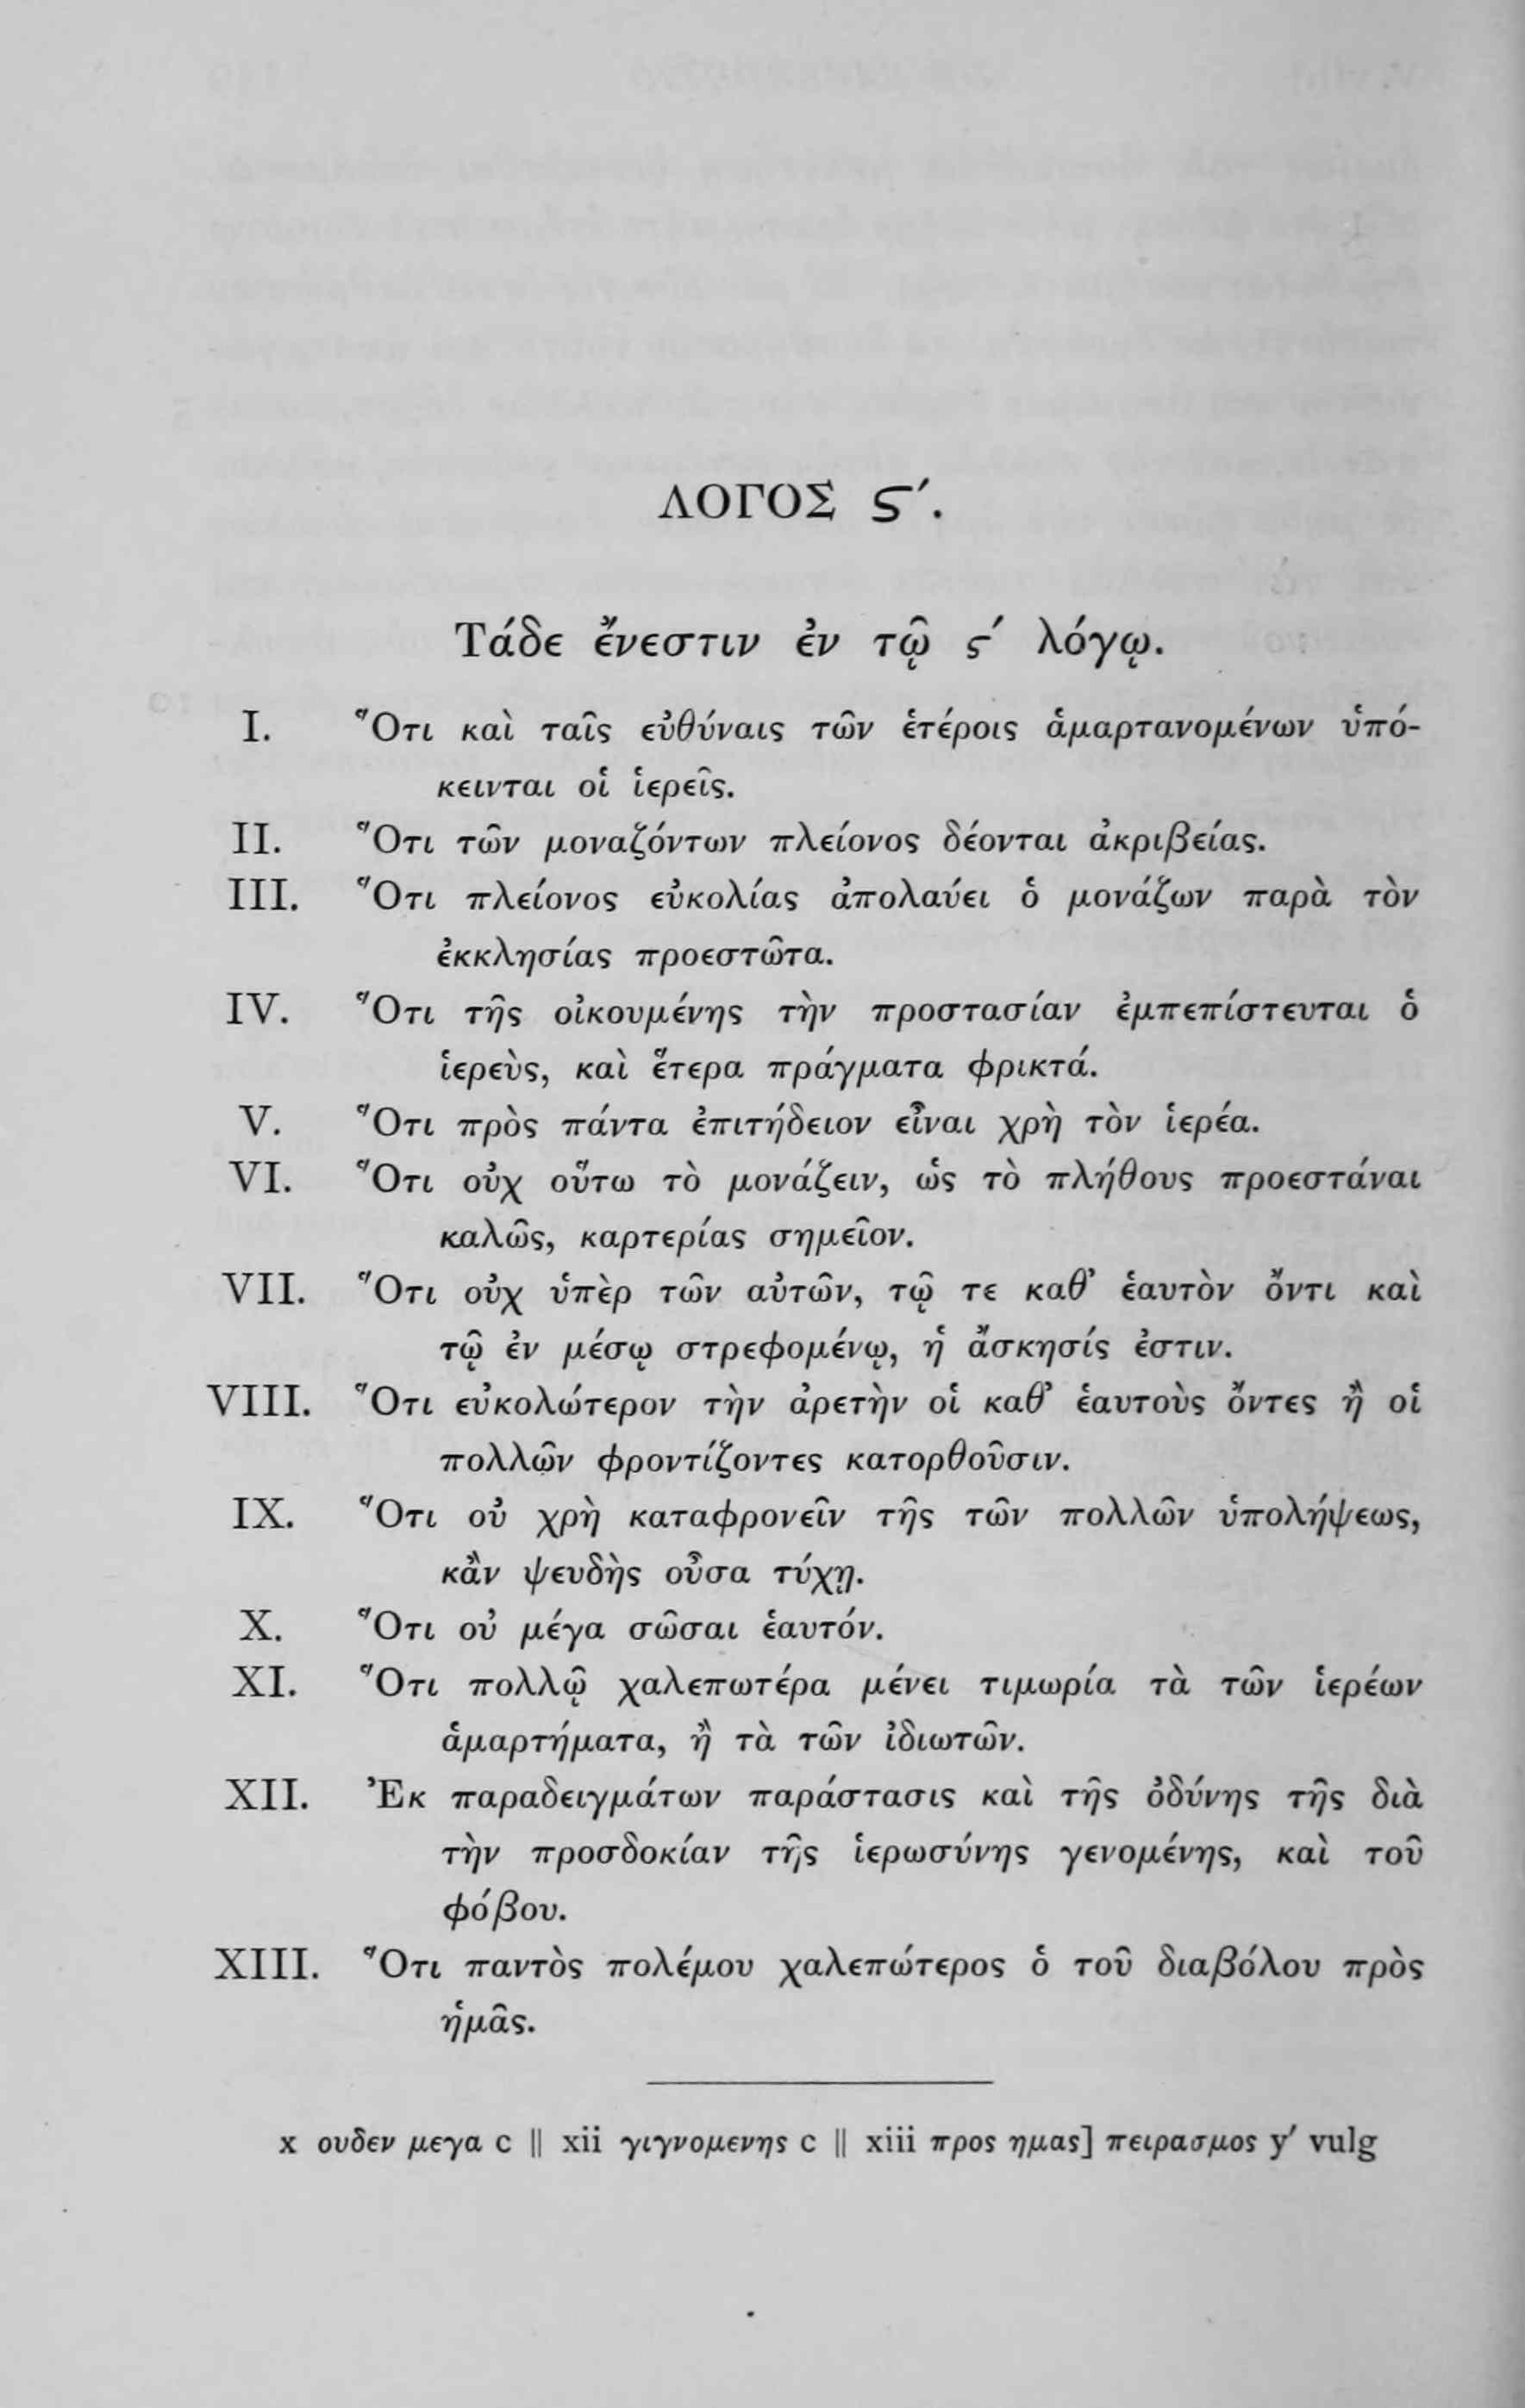 ΛΟΓΟΣ ϛʹ.
Τάδε ἔνεστιν ἐν τῷ ϛʹ λόγῳ.
I. Ὅτι καὶ ταῖς εὐθύναις τῶν ἑτέροις ἁμαρτανομένων ὑπό-
κεινται οἱ ἱερεῖς.
II. Ὅτι τῶν μοναζόντων πλείονος δέονται ἀκριβείας.
III. Ὅτι πλείονος εὐκολίας ἀπολαύει ὁ μονάζων παρὰ τὸν
ἐκκλησίας προεστῶτα.
IV. Ὅτι τῆς οἰκουμένης τὴν προστασίαν ἐμπεπίστευται ὁ
ἱερεὺς, καὶ ἕτερα πράγματα φρικτά.
V. Ὅτι πρὸς πάντα ἐπιτήδειον εἶναι χρὴ τὸν ἱερέα.
VI. Ὅτι οὐχ οὕτω τὸ μονάζειν, ὡς τὸ πλήθους προεστάναι
καλῶς, καρτερίας σημεῖον.
VII. Ὅτι οὐχ ὑπὲρ τῶν αὐτῶν, τῷ τε καθ’ ἑαυτὸν ὄντι καὶ
τῷ ἐν μέσῳ στρεφομένῳ, ἡ ἄσκησίς ἐστιν.
VIII. Ὅτι εὐκολώτερον τὴν ἀρετὴν οἱ καθ’ ἑαυτοὺς ὄντες ἢ οἱ
πολλῶν φροντίζοντες κατορθοῦσιν.
IX. Ὅτι οὐ χρὴ καταφρονεῖν τῆς τῶν πολλῶν ὑπολήψεως,
κἂν ψευδὴς οὖσα τύχῃ.
X. Ὅτι οὐ μέγα σῶσαι ἑαυτόν.
XI. Ὅτι πολλῷ χαλεπωτέρα μένει τιμωρία τὰ τῶν ἱερέων
ἁμαρτήματα, ἢ τὰ τῶν ἰδιωτῶν.
XII. Ἐκ παραδειγμάτων παράστασις καὶ τῆς ὀδύνης τῆς διὰ
τὴν προσδοκίαν τῆς ἱερωσύνης γενομένης, καὶ τοῦ
φόβου.
XIII. Ὅτι παντὸς πολέμου χαλεπώτερος ὁ τοῦ διαβόλου πρὸς
ἡμᾶς.
x ουδεν μεγα c || xii γιγνομενης c || xiii προς ημας] πειρασμος y′ vulg